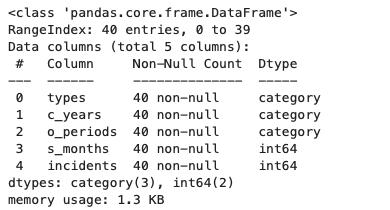 <class 'pandas.core.frame.DataFrame'>
RangeIndex: 40 entries, 0 to 39
Data columns (total 5 columns):
 #   Column     Non-Null Count  Dtype
---  ------     --------------  -----
 0   types      40 non-null     category
 1   c_years    40 non-null     category
 2   o_periods  40 non-null     category
 3   s_months   40 non-null     int64
 4   incidents  40 non-null     int64
dtypes: category(3), int64(2)
memory usage: 1.3 KB